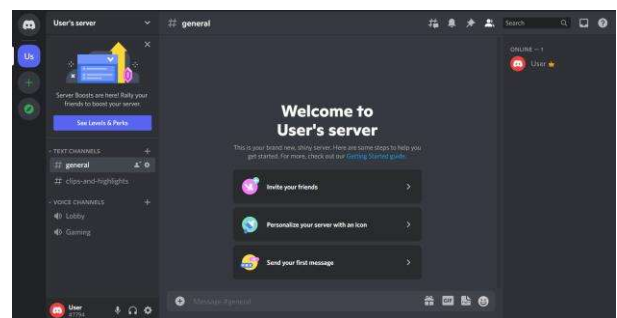 User's server
Server Boosts are here! Rally your
friends to boost your server.
See Levels & Perks
TEXT CHANNELS
general
clips-and-highlights
VOICE CHANNELS
Lobby
Gaming
User
#7794
Us
general
Search
Welcome to
User's server
This is your brand new, shiny server. Here are some steps to help you
get started. For more, check out our Getting Started guide.
Invite your friends
Personalize your server with an icon
Send your first message
Message #general
GIF
ONLINE — 1
User